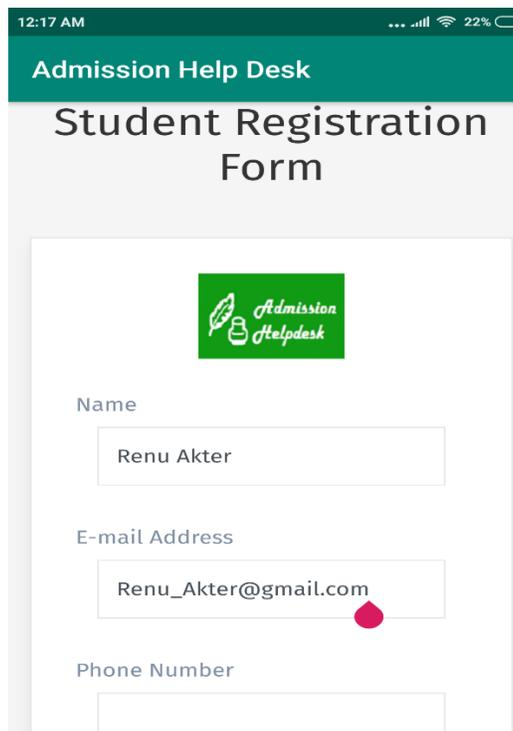 12:17 AM ... 22%
Admission Help Desk
Student Registration
Form
Admission
Helpdesk
Name
Renu Akter
E-mail Address
Renu_Akter@gmail.com
Phone Number